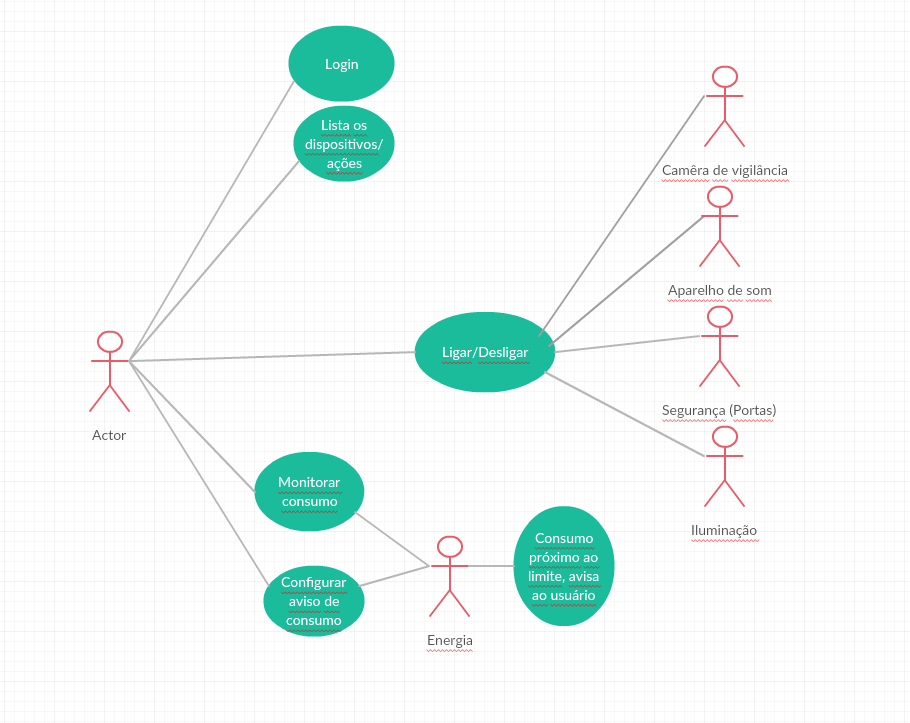 Login
Lista os
dispositivos/
ações
Camêra de vigilância
Aparelho de som
Ligar/Desligar
Segurança (Portas)
Actor
Monitorar
consumo
Iluminação
Consumo
próximo ao
limite, avisa
ao usuário
Configurar
aviso de
consumo
Energia